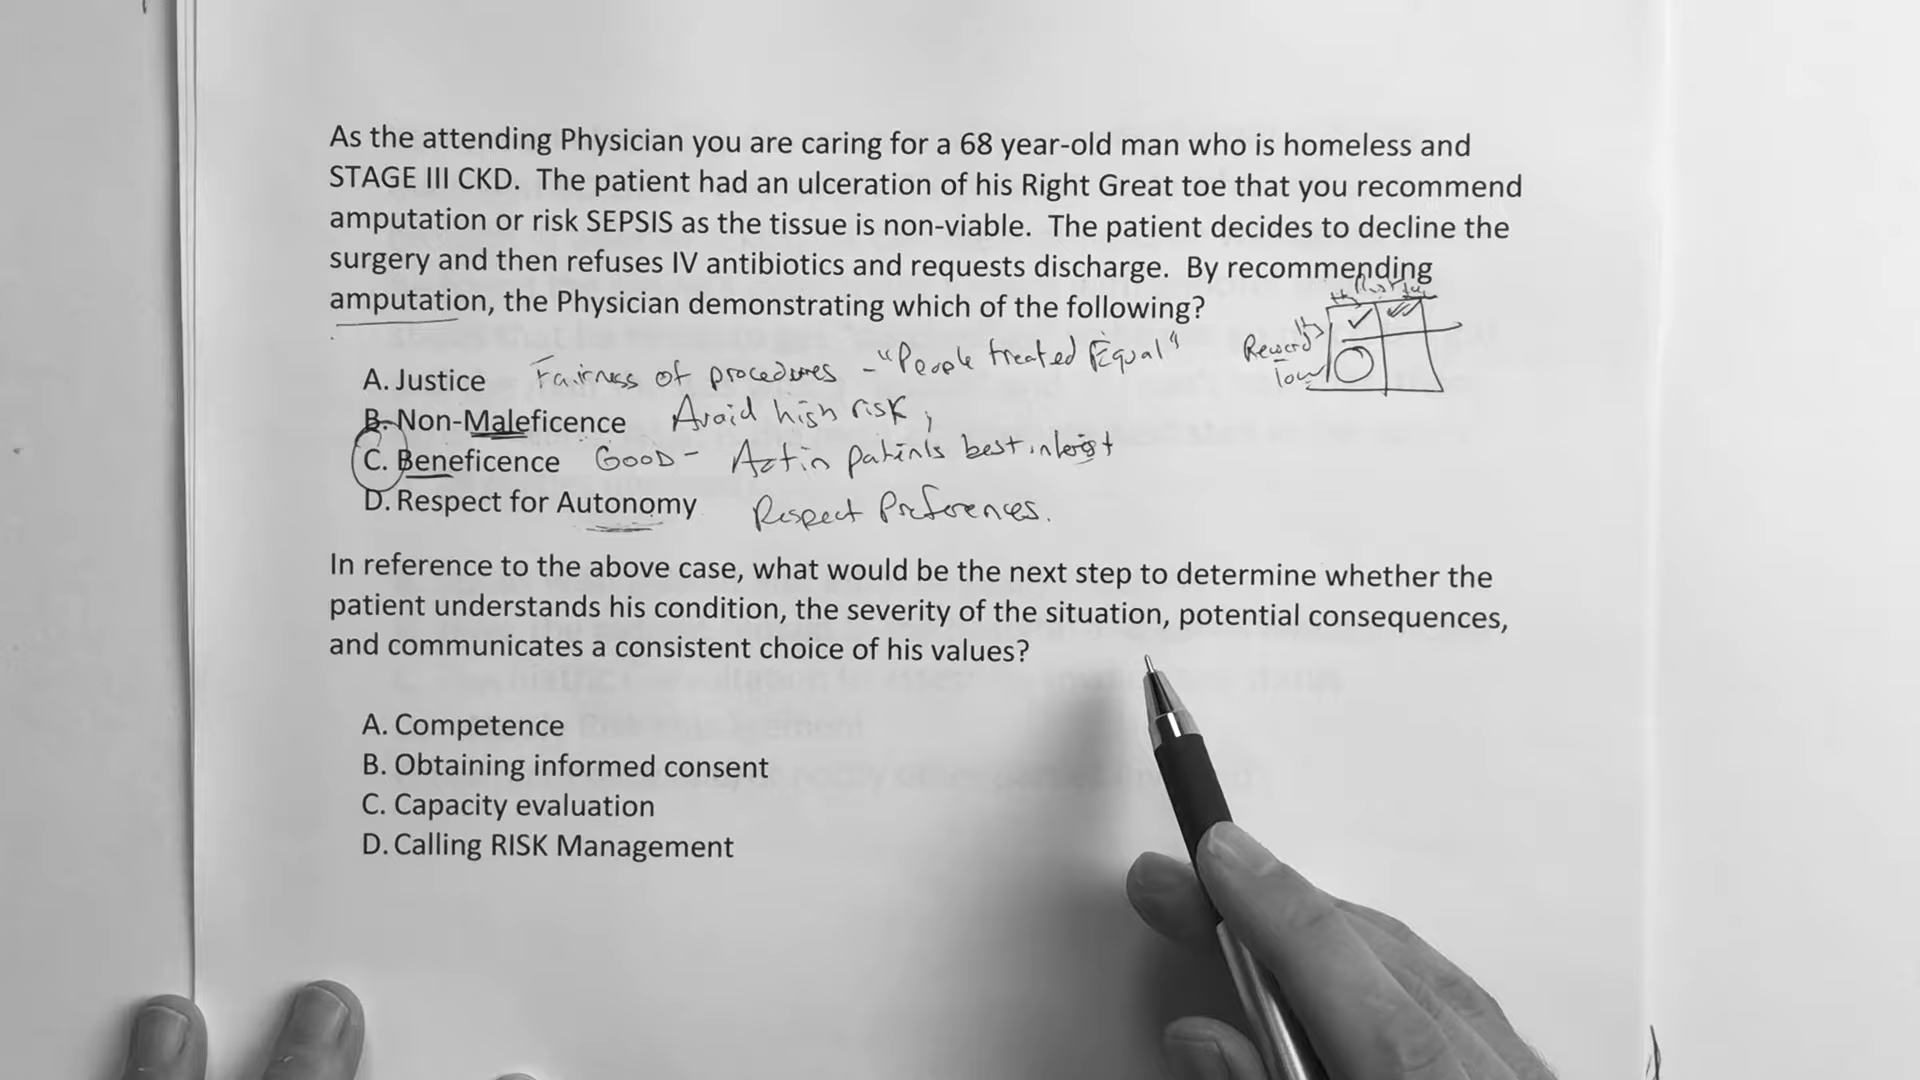 As the attending Physician you are caring for a 68 year-old man who is homeless and
STAGE III CKD. The patient had an ulceration of his Right Great toe that you recommend
amputation or risk SEPSIS as the tissue is non-viable. The patient decides to decline the
surgery and then refuses IV antibiotics and requests discharge. By recommending
amputation, the Physician demonstrating which of the following?
Reward
low
A. Justice Fairness of procedures - "People treated Equal"
B. Non-Maleficence Avoid high risk,
C. Beneficence GOOD - Act in patients best interest
D. Respect for Autonomy Respect Preferences.
In reference to the above case, what would be the next step to determine whether the
patient understands his condition, the severity of the situation, potential consequences,
and communicates a consistent choice of his values?
A. Competence
B. Obtaining informed consent
C. Capacity evaluation
D. Calling RISK Management